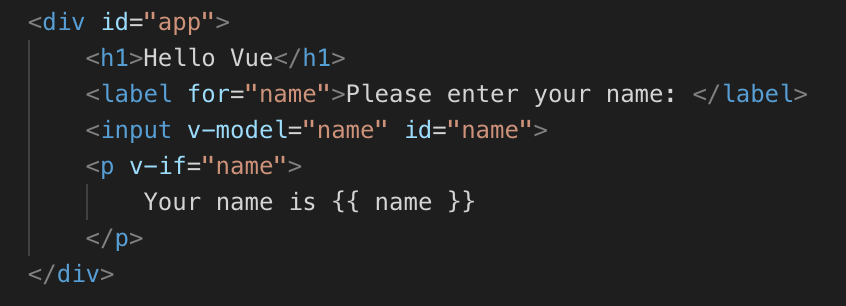 <div id="app">
<h1>Hello Vue</h1>
<label for="name">Please enter your name: </label>
<input v-model="name" id="name">
<p v-if="name">
Your name is {{ name }}
</p>
</div>